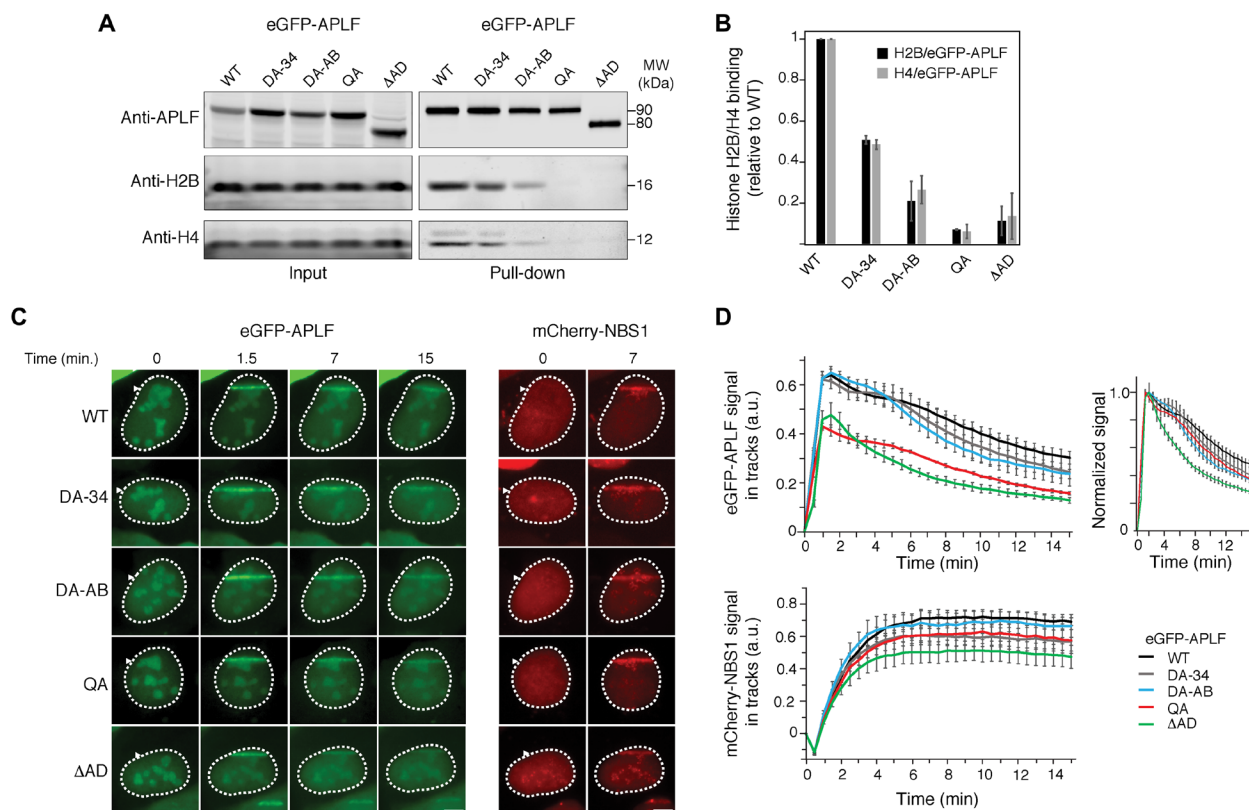 A
eGFP-APLF
eGFP-APLF
WT
DA-34
DA-AB
QA
ΔAD
WT
DA-34
DA-AB
QA
ΔAD
MW
(kDa)
Anti-APLF
90
80
Anti-H2B
16
Anti-H4
12
Input
Pull-down
B
Histone H2B/H4 binding
(relative to WT)
1
0.8
0.6
0.4
0.2
H2B/eGFP-APLF
H4/eGFP-APLF
WT
DA-34
DA-AB
QA
ΔAD
C
eGFP-APLF
mCherry-NBS1
Time (min.)
0
1.5
7
15
0
7
WT
DA-34
DA-AB
QA
ΔAD
D
eGFP-APLF signal
in tracks (a.u.)
0.6
0.4
0.2
0
0 2 4 6 8 10 12 14
Time (min)
Normalized signal
1.0
0
0 4 8 12
Time (min)
mCherry-NBS1 signal
in tracks (a.u.)
0.8
0.6
0.4
0.2
0
0 2 4 6 8 10 12 14
Time (min)
eGFP-APLF
WT
DA-34
DA-AB
QA
ΔAD